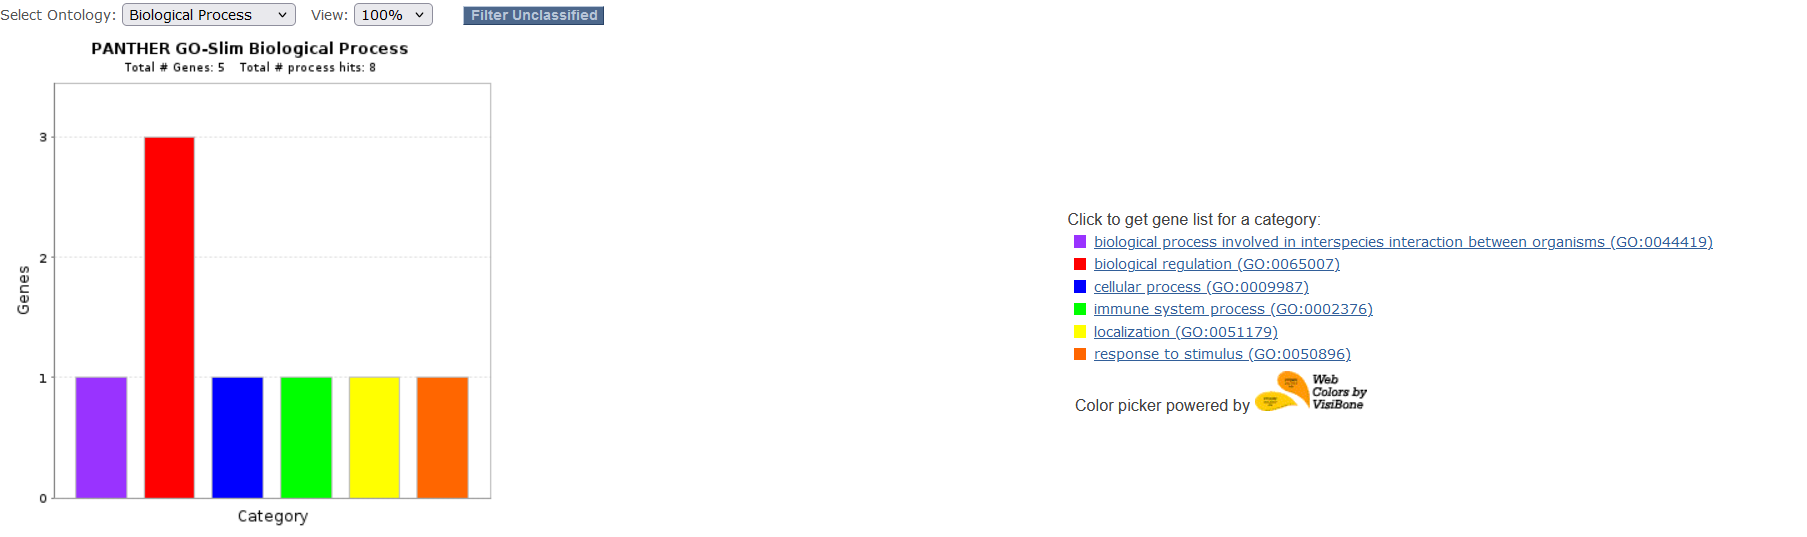 Select Ontology: Biological Process View: 100% Filter Unclassified
PANTHER GO-Slim Biological Process
Total # Genes: 5 Total # process hits: 8
3
2
1
0
Genes
Category
Click to get gene list for a category:
biological process involved in interspecies interaction between organisms (GO:0044419)
biological regulation (GO:0065007)
cellular process (GO:0009987)
immune system process (GO:0002376)
localization (GO:0051179)
response to stimulus (GO:0050896)
Color picker powered by
Web
Colors by
VisiBone